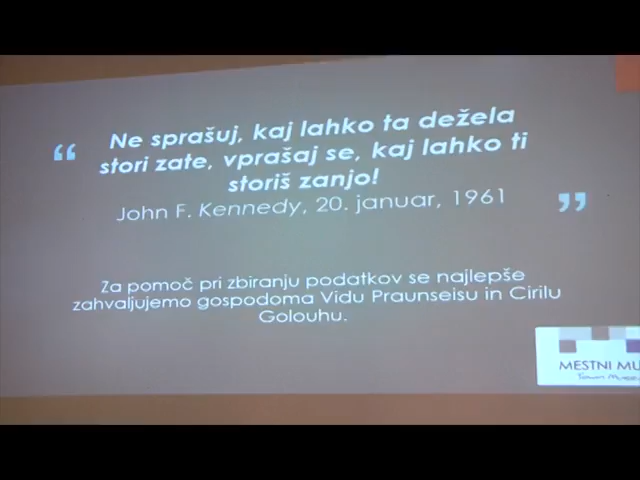 “ Ne sprašuj, kaj lahko ta dežela
stori zate, vprašaj se, kaj lahko ti
storiš zanjo!
John F. Kennedy, 20. januar, 1961 ”
Za pomoč pri zbiranju podatkov se najlepše
zahvaljujemo gospodoma Vidu Praunseisu in Cirilu
Golouhu.
MESTNI MU